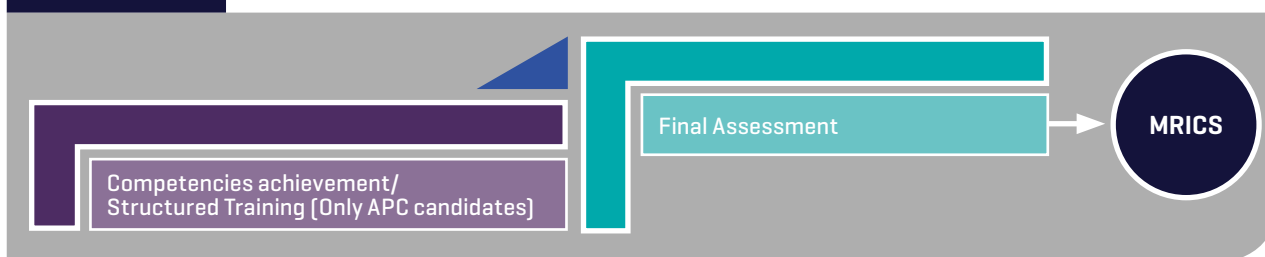 Competencies achievement/
Structured Training (Only APC candidates)
Final Assessment
MRICS